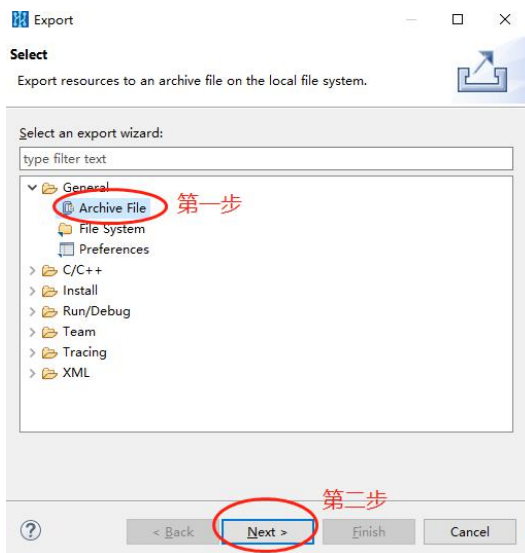 Export
Select
Export resources to an archive file on the local file system.
Select an export wizard:
type filter text
General
Archive File 第一步
File System
Preferences
C/C++
Install
Run/Debug
Team
Tracing
XML
第二步
? < Back Next > Finish Cancel